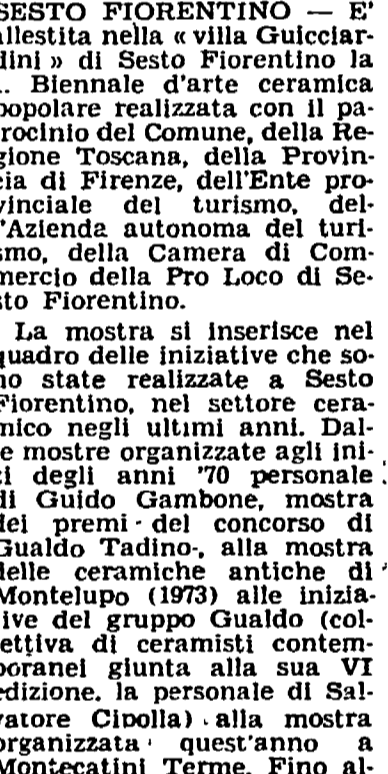 SESTO FIORENTINO — E'
allestita nella « villa Guicciar-
dini » di Sesto Fiorentino la
. Biennale d'arte ceramica
popolare realizzata con il pa-
trocinio del Comune, della Re-
gione Toscana, della Provin-
cia di Firenze, dell'Ente pro-
vinciale del turismo, del-
l'Azienda autonoma del turi-
smo, della Camera di Com-
mercio della Pro Loco di Se-
sto Fiorentino.
La mostra si inserisce nel
quadro delle iniziative che so-
no state realizzate a Sesto
Fiorentino, nel settore cera-
mico negli ultimi anni. Dal-
le mostre organizzate agli ini-
zi degli anni '70 personale
di Guido Gambone, mostra
dei premi del concorso di
Gualdo Tadino-, alla mostra
delle ceramiche antiche di
Montelupo (1973) alle inizia-
tive del gruppo Gualdo (col-
lettiva di ceramisti contem-
poranei giunta alla sua VI
edizione, la personale di Sal-
vatore Cipolla) alla mostra
organizzata quest'anno a
Montecatini Terme. Fino al-